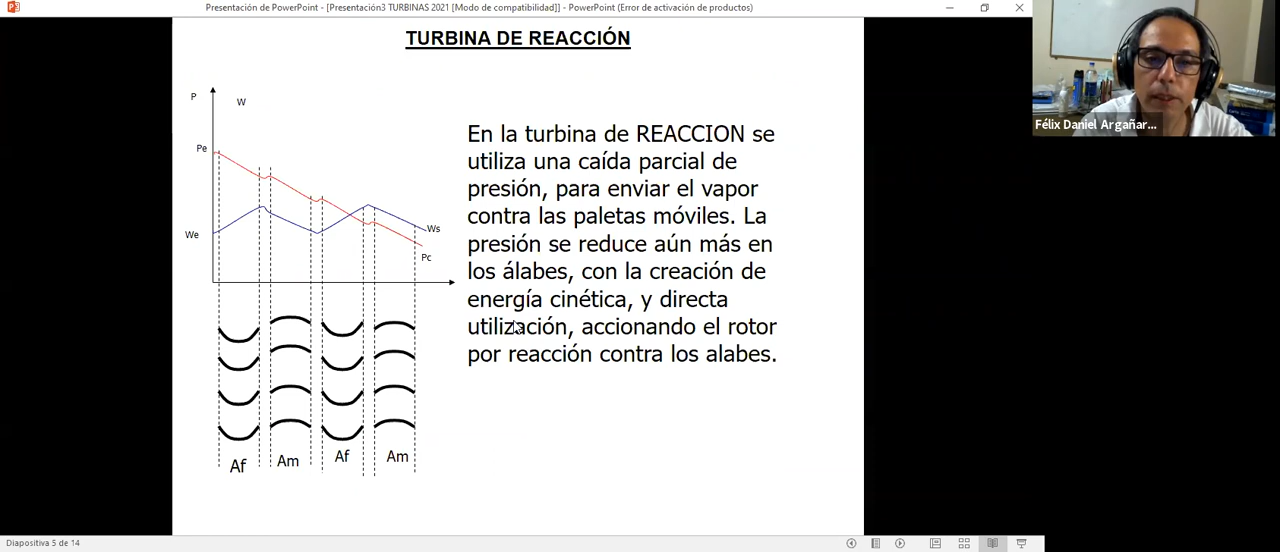 Presentación de PowerPoint - [Presentación3 TURBINAS 2021 [Modo de compatibilidad]] - PowerPoint (Error de activación de productos)
TURBINA DE REACCIÓN
P
W
Pe
We
Ws
Pc
En la turbina de REACCION se
utiliza una caída parcial de
presión, para enviar el vapor
contra las paletas móviles. La
presión se reduce aún más en
los álabes, con la creación de
energía cinética, y directa
utilización, accionando el rotor
por reacción contra los alabes.
Af
Am
Af
Am
Félix Daniel Argañar...
Diapositiva 5 de 14